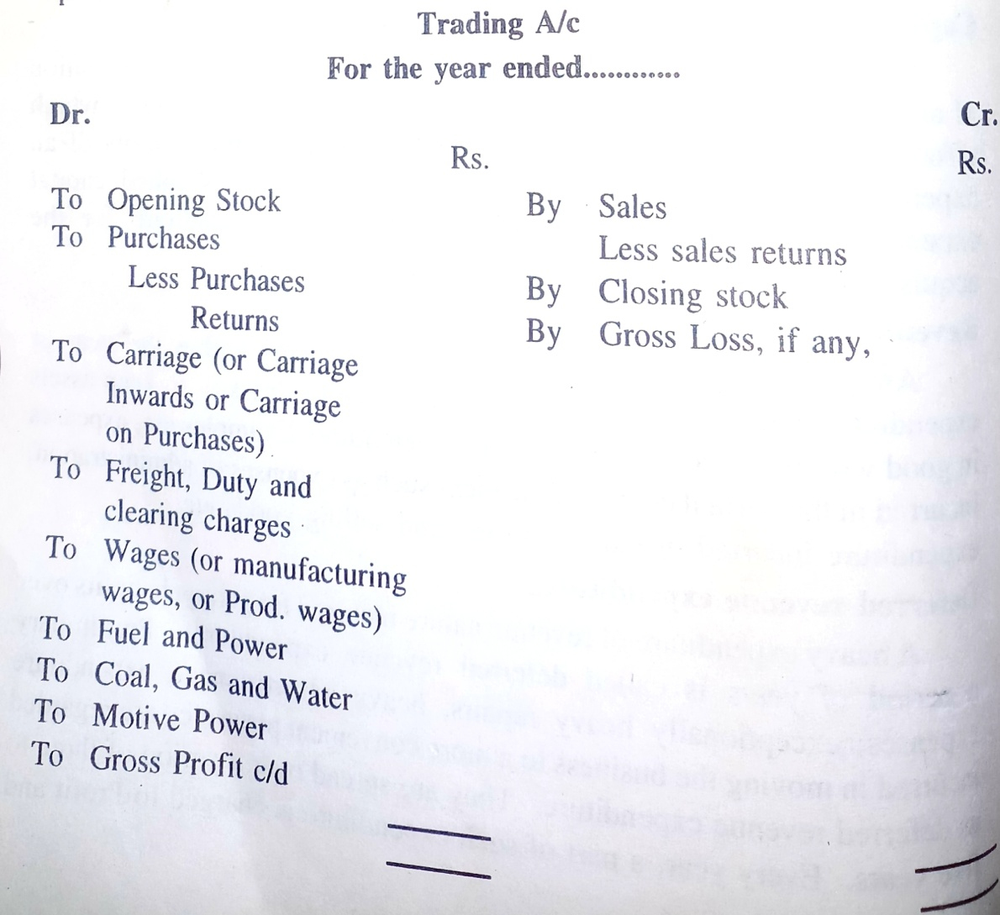 Trading A/c
For the year ended............
Dr.
Cr.
Rs.
Rs.
To Opening Stock
To Purchases
Less Purchases
Returns
To Carriage (or Carriage
Inwards or Carriage
on Purchases)
To Freight, Duty and
clearing charges
To Wages (or manufacturing
wages, or Prod. wages)
To Fuel and Power
To Coal, Gas and Water
To Motive Power
To Gross Profit c/d
By Sales
Less sales returns
By Closing stock
By Gross Loss, if any,